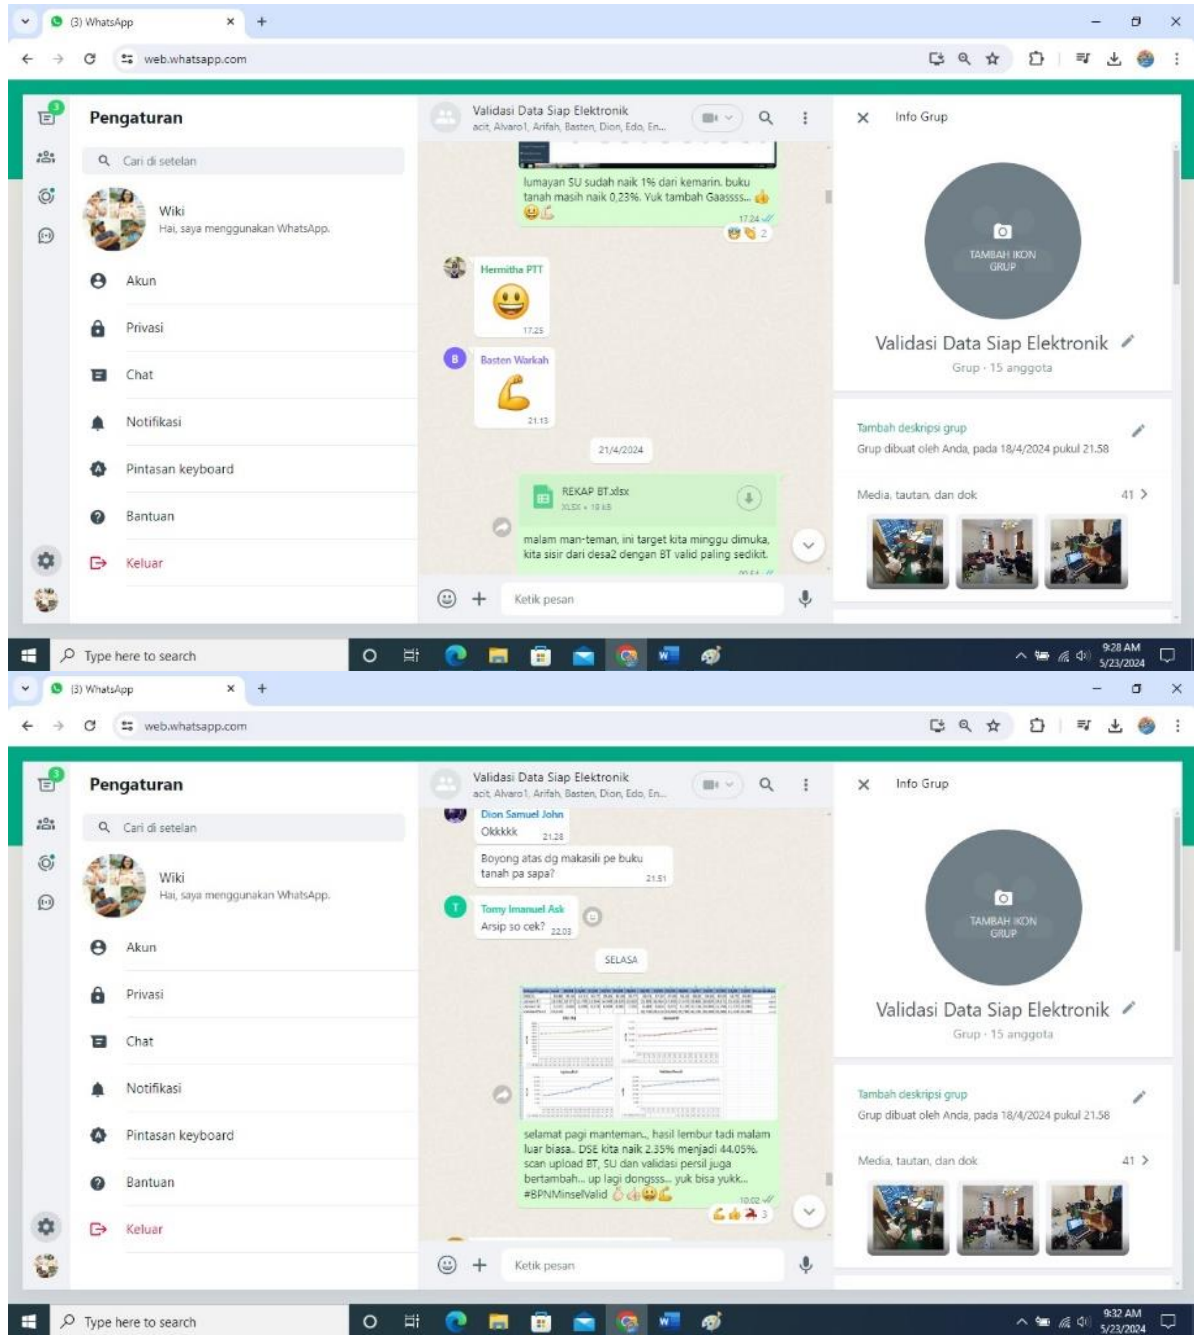 (3) WhatsApp
web.whatsapp.com
3
Pengaturan
Cari di setelan
Wiki
Hai, saya menggunakan WhatsApp.
Akun
Privasi
Chat
Notifikasi
Pintasan keyboard
Bantuan
Keluar
Validasi Data Siap Elektronik
acit, Alvaro1, Arifah, Basten, Dion, Edo, En...
lumayan SU sudah naik 1% dari kemarin. buku
tanah masih naik 0,23%. Yuk tambah Gaassss... 👍
😃💪
17.24
2
Hermitha PTT
😃
17.25
B
Basten Warkah
💪
21.13
21/4/2024
REKAP BT.xlsx
XLSX • 18 kB
malam man-teman, ini target kita minggu dimuka,
kita sisir dari desa2 dengan BT valid paling sedikit.
Ketik pesan
Info Grup
TAMBAH IKON
GRUP
Validasi Data Siap Elektronik
Grup · 15 anggota
Tambah deskripsi grup
Grup dibuat oleh Anda, pada 18/4/2024 pukul 21.58
Media, tautan, dan dok
41
Type here to search
9:28 AM
5/23/2024
(3) WhatsApp
web.whatsapp.com
3
Pengaturan
Cari di setelan
Wiki
Hai, saya menggunakan WhatsApp.
Akun
Privasi
Chat
Notifikasi
Pintasan keyboard
Bantuan
Keluar
Validasi Data Siap Elektronik
acit, Alvaro1, Arifah, Basten, Dion, Edo, En...
Dion Samuel John
Okkkkk
21.28
Boyong atas dg makasili pe buku
tanah pa sapa?
21.51
T
Tomy Imanuel Ask
Arsip so cek?
22.03
SELASA
selamat pagi manteman.., hasil lembur tadi malam
luar biasa.. DSE kita naik 2.35% menjadi 44.05%.
scan upload BT, SU dan validasi persil juga
bertambah... up lagi dongsss... yuk bisa yukk...
#BPNMinselValid
10.02
3
Ketik pesan
Info Grup
TAMBAH IKON
GRUP
Validasi Data Siap Elektronik
Grup · 15 anggota
Tambah deskripsi grup
Grup dibuat oleh Anda, pada 18/4/2024 pukul 21.58
Media, tautan, dan dok
41
Type here to search
9:32 AM
5/23/2024